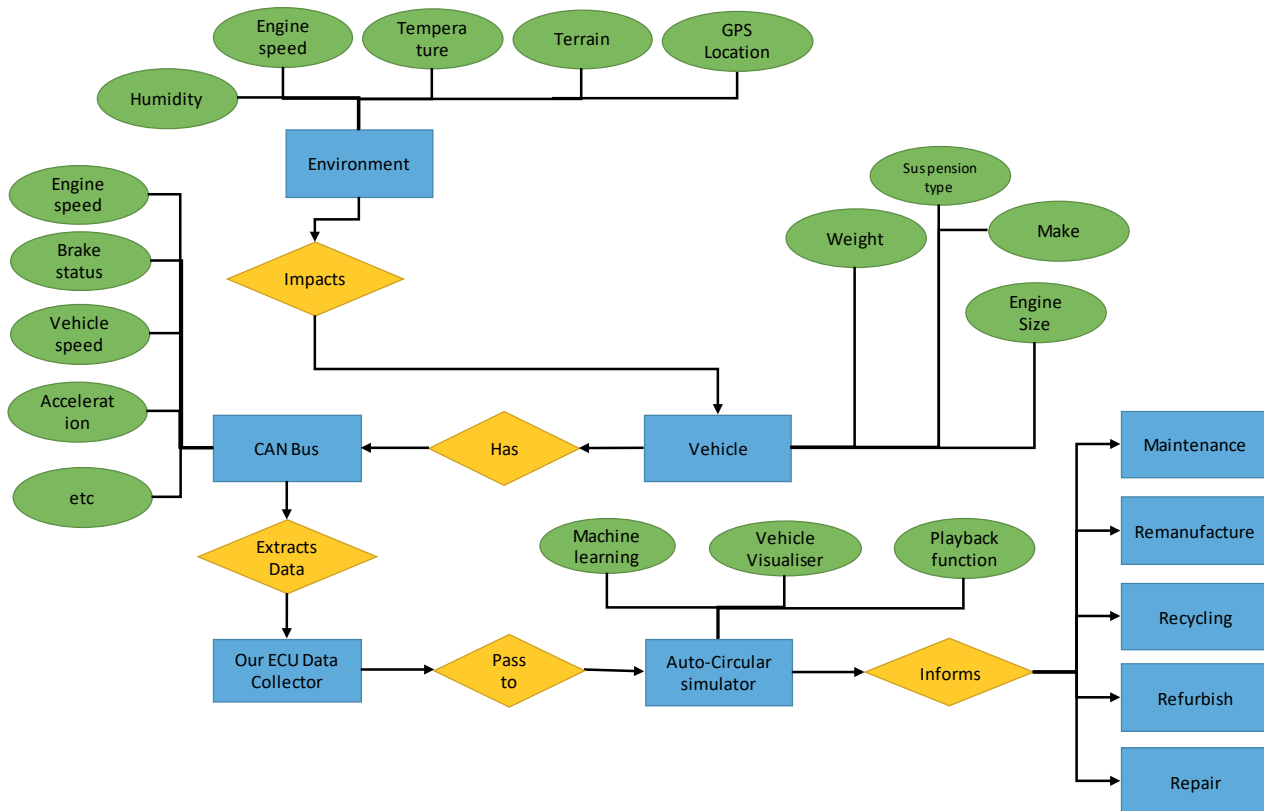 Engine
speed
Tempera
ture
Terrain
GPS
Location
Humidity
Environment
Engine
speed
Suspension
type
Weight
Make
Brake
status
Impacts
Engine
Size
Vehicle
speed
Accelerat
ion
CAN Bus
Has
Vehicle
Maintenance
etc
Extracts
Data
Machine
learning
Vehicle
Visualiser
Playback
function
Remanufacture
Recycling
Our ECU Data
Collector
Pass
to
Auto-Circular
simulator
Informs
Refurbish
Repair